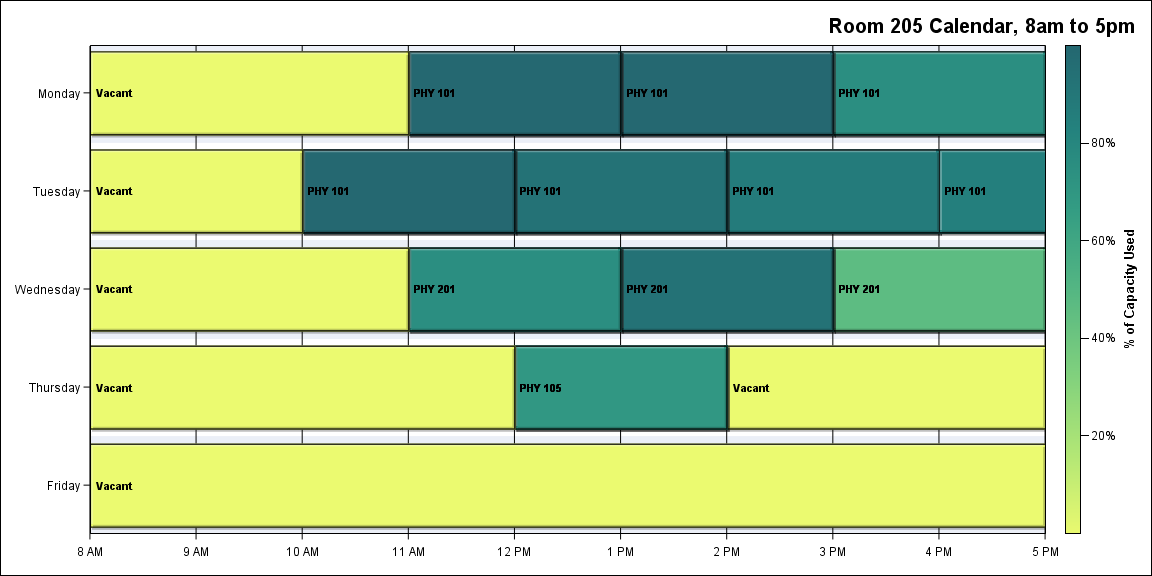 Room 205 Calendar, 8am to 5pm
Monday
Vacant
PHY 101
PHY 101
PHY 101
Tuesday
Vacant
PHY 101
PHY 101
PHY 101
PHY 101
Wednesday
Vacant
PHY 201
PHY 201
PHY 201
Thursday
Vacant
PHY 105
Vacant
Friday
Vacant
8 AM
9 AM
10 AM
11 AM
12 PM
1 PM
2 PM
3 PM
4 PM
5 PM
80%
60%
40%
20%
% of Capacity Used